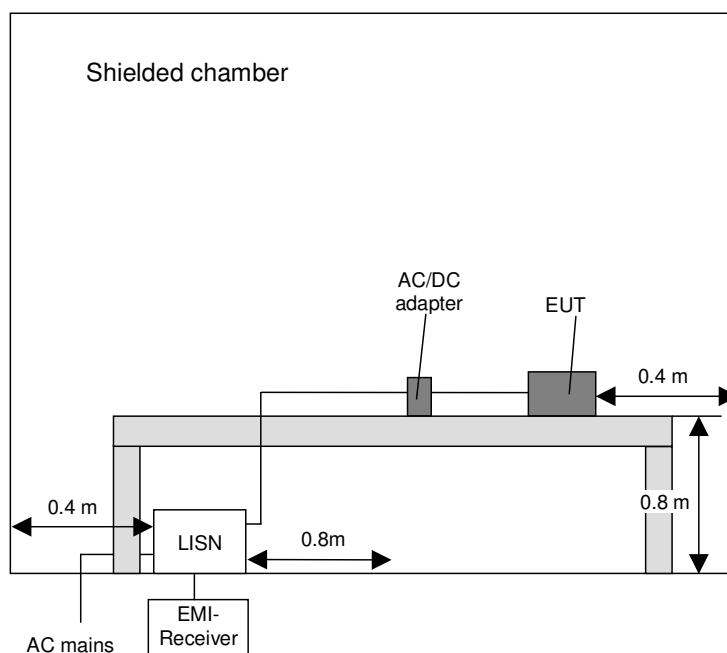 Shielded chamber
AC/DC
adapter
EUT
0.4 m
0.4 m
0.8 m
LISN
0.8m
EMI-
Receiver
AC mains